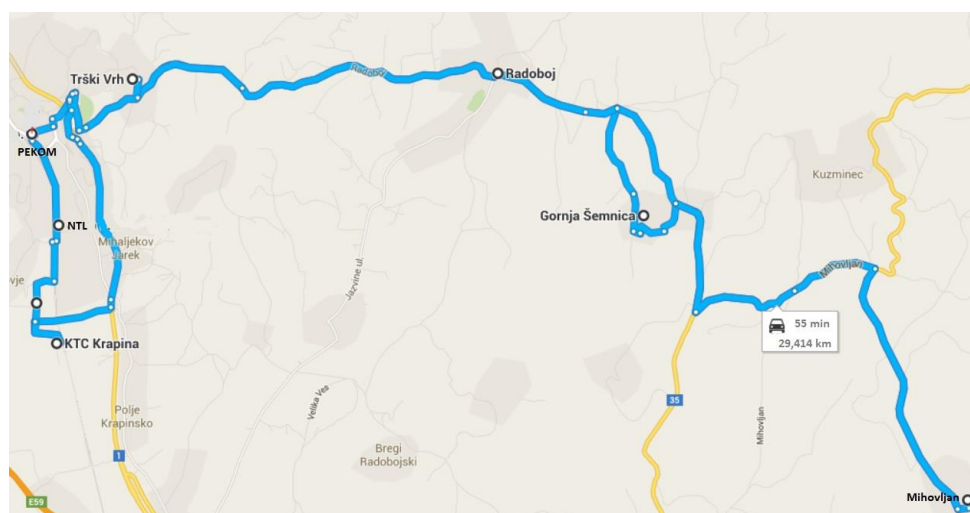 Trški Vrh
Radoboj
Radoboj
PEKOM
Kuzminec
Gornja Šemnica
NTL
Mihaljekov
Jarek
Jazvine ul.
Mihovljan
55 min
29,414 km
KTC Krapina
Velika Ves
35
Mihovljan
Polje
Krapinsko
1
Bregi
Radobojski
E59
Mihovljan